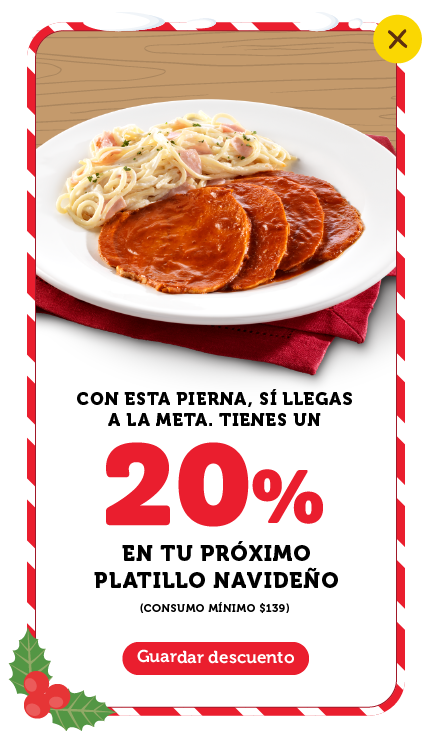 CON ESTA PIERNA, SÍ LLEGAS
A LA META. TIENES UN
20%
EN TU PRÓXIMO
PLATILLO NAVIDEÑO
(CONSUMO MÍNIMO $139)
Guardar descuento